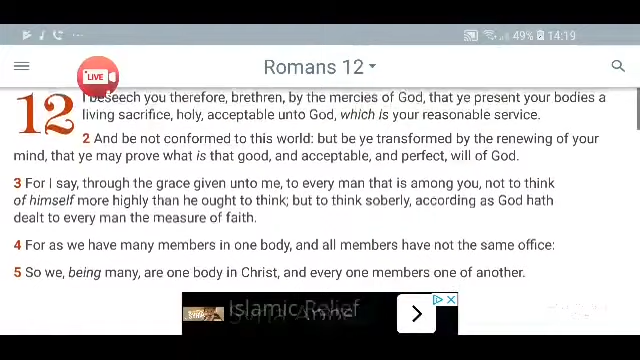 49% 14:19
Romans 12
LIVE
12 I beseech you therefore, brethren, by the mercies of God, that ye present your bodies a
living sacrifice, holy, acceptable unto God, which is your reasonable service.
2 And be not conformed to this world: but be ye transformed by the renewing of your
mind, that ye may prove what is that good, and acceptable, and perfect, will of God.
3 For I say, through the grace given unto me, to every man that is among you, not to think
of himself more highly than he ought to think; but to think soberly, according as God hath
dealt to every man the measure of faith.
4 For as we have many members in one body, and all members have not the same office:
5 So we, being many, are one body in Christ, and every one members one of another.
Islamic Relief